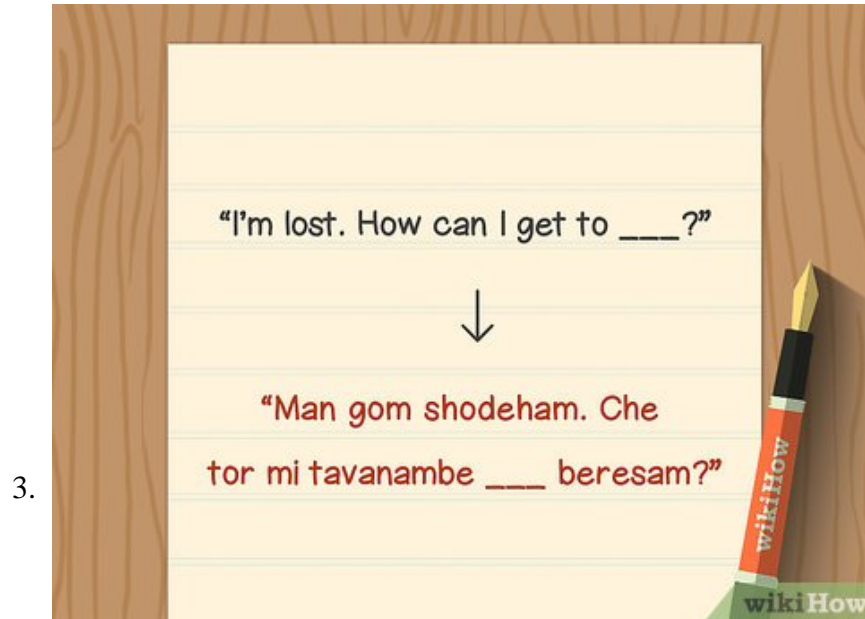 “I’m lost. How can I get to ___?”
↓
“Man gom shodeham. Che
tor mi tavanambe ___ beresam?”
3.
wikiHow
wikiHow